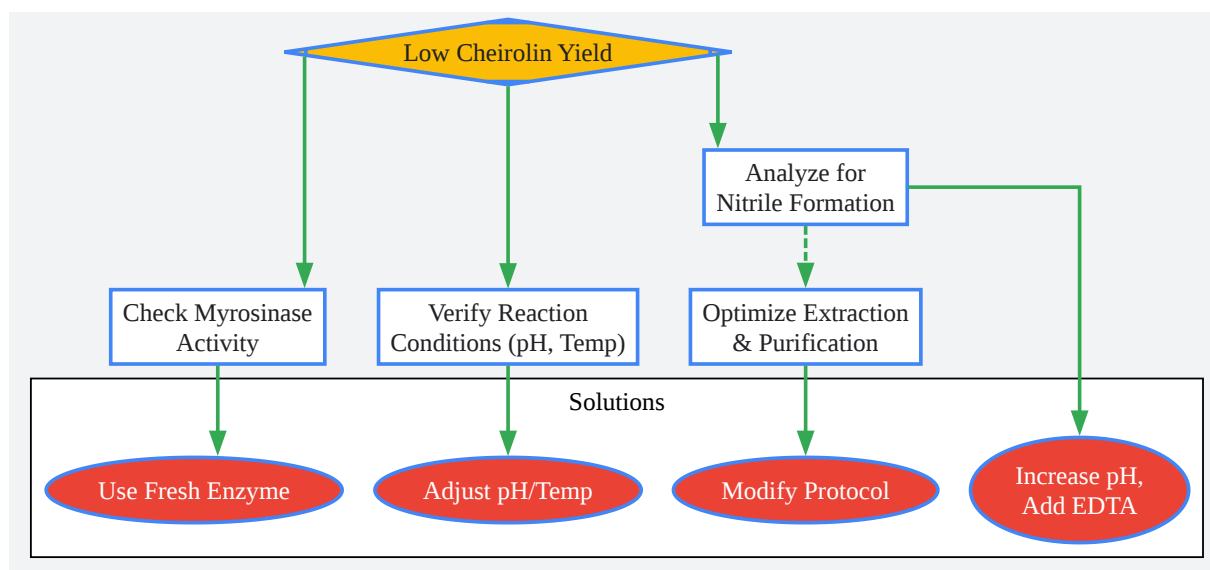 Low Cheirolin Yield
Analyze for
Nitrile Formation
Check Myrosinase
Activity
Verify Reaction
Conditions (pH, Temp)
Optimize Extraction
& Purification
Solutions
Use Fresh Enzyme
Adjust pH/Temp
Modify Protocol
Increase pH,
Add EDTA